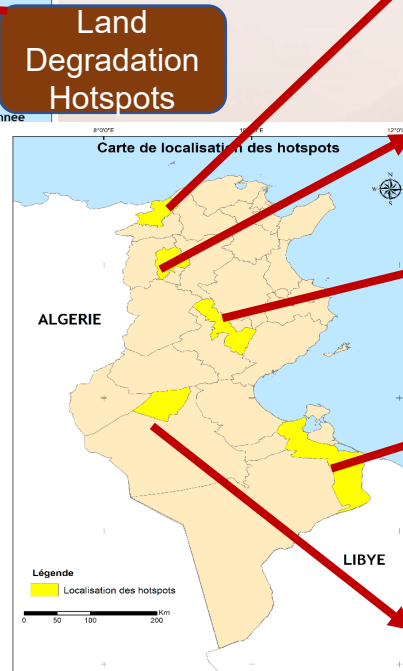 Land
Degradation
Hotspots
nnée
8°0'0"E 12°0'0"
Carte de localisation des hotspots
N
W
S
ALGERIE
LIBYE
Légende
Localisation des hotspots
Km
0 50 100 200